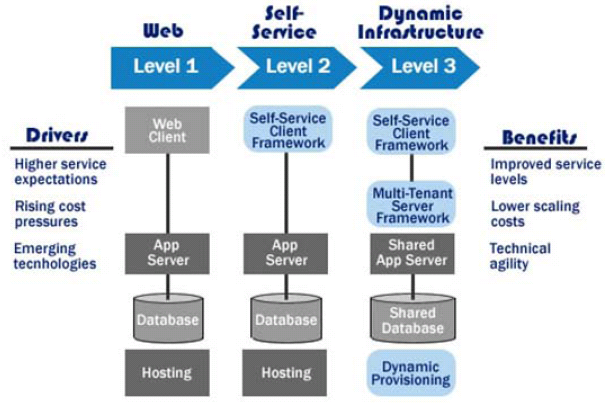 Web
Self-
Service
Dynamic
Infrastructure
Level 1
Level 2
Level 3
Drivers
Higher service
expectations
Rising cost
pressures
Emerging
tecnhologies
Web
Client
App
Server
Database
Hosting
Self-Service
Client
Framework
App
Server
Database
Hosting
Self-Service
Client
Framework
Multi-Tenant
Server
Framework
Shared
App Server
Shared
Database
Dynamic
Provisioning
Benefits
Improved service
levels
Lower scaling
costs
Technical
agility